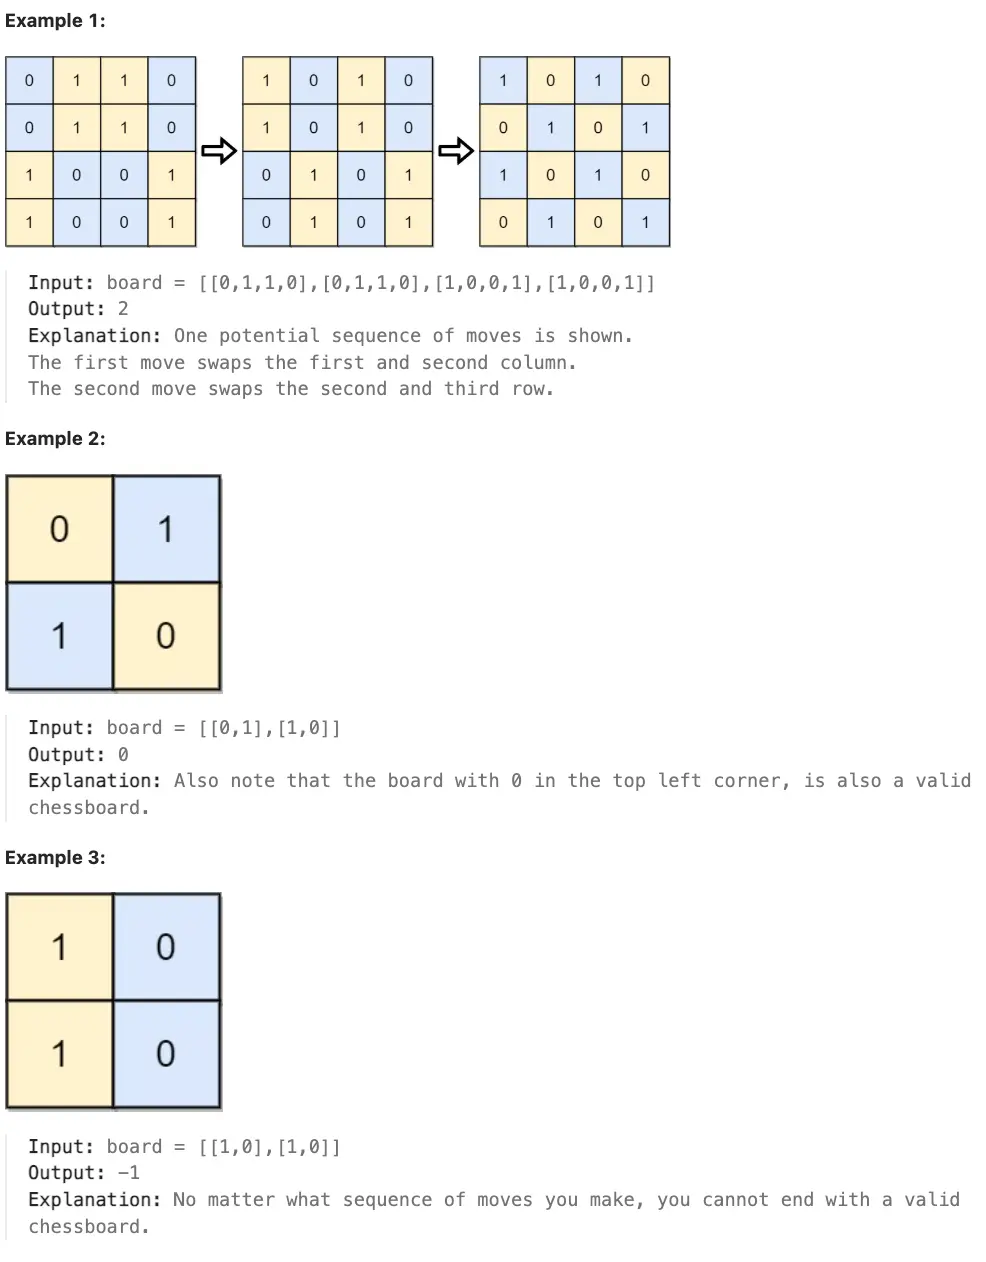 Example 1:
0 1 1 0 1 0 1 0 1 0 1 0
0 1 1 0 1 0 1 0 0 1 0 1
1 0 0 1 0 1 0 1 1 0 1 0
1 0 0 1 0 1 0 1 0 1 0 1
Input: board = [[0,1,1,0],[0,1,1,0],[1,0,0,1],[1,0,0,1]]
Output: 2
Explanation: One potential sequence of moves is shown.
The first move swaps the first and second column.
The second move swaps the second and third row.
Example 2:
0 1
1 0
Input: board = [[0,1],[1,0]]
Output: 0
Explanation: Also note that the board with 0 in the top left corner, is also a valid
chessboard.
Example 3:
1 0
1 0
Input: board = [[1,0],[1,0]]
Output: -1
Explanation: No matter what sequence of moves you make, you cannot end with a valid
chessboard.